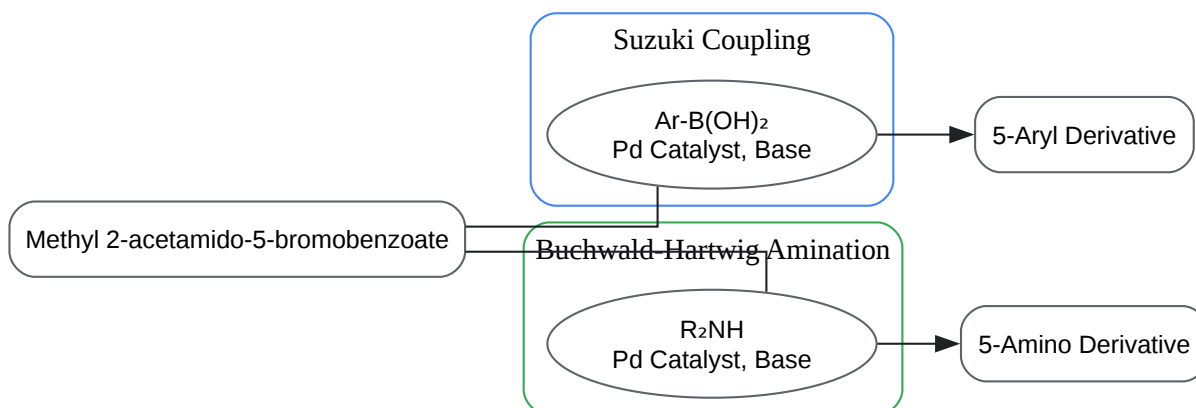 Suzuki Coupling
Ar-B(OH)₂
Pd Catalyst, Base
5-Aryl Derivative
Methyl 2-acetamido-5-bromobenzoate
Buchwald-Hartwig Amination
R₂NH
Pd Catalyst, Base
5-Amino Derivative